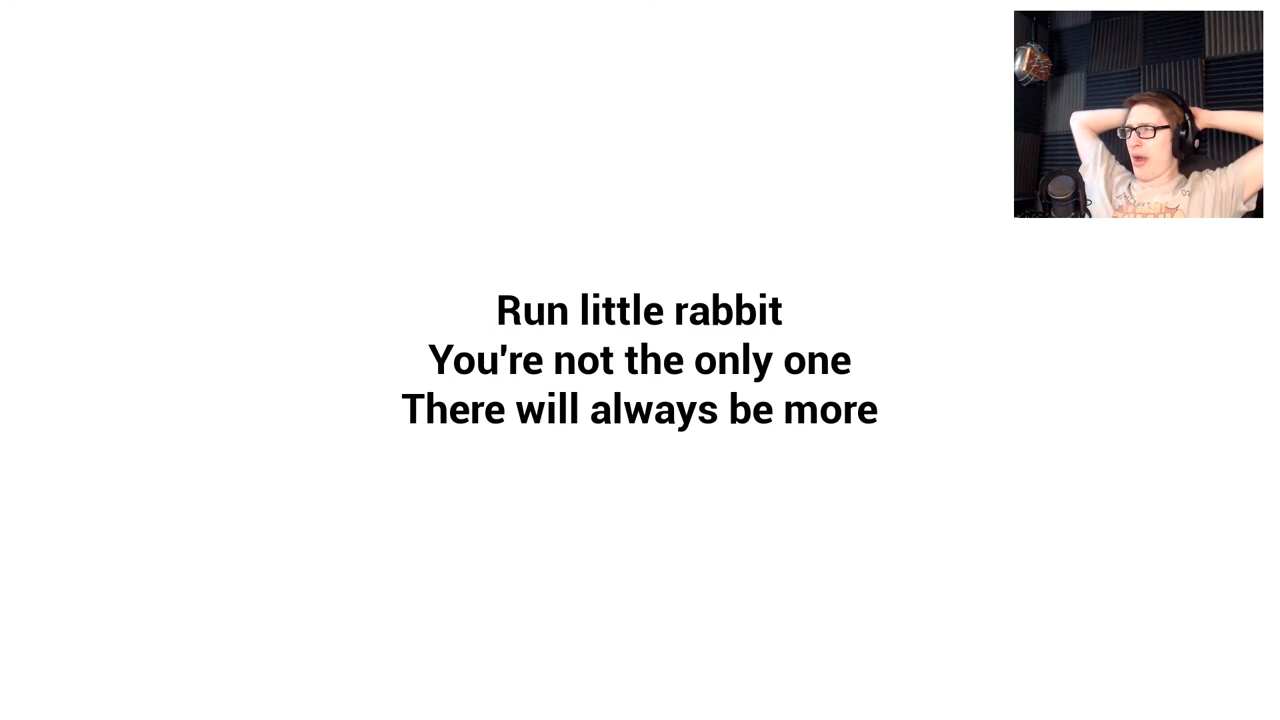 Run little rabbit
You're not the only one
There will always be more